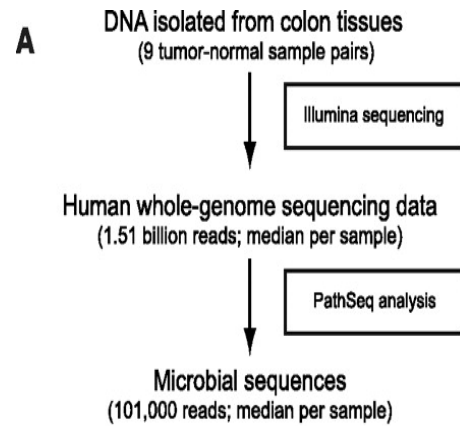 A
DNA isolated from colon tissues
(9 tumor-normal sample pairs)
Illumina sequencing
Human whole-genome sequencing data
(1.51 billion reads; median per sample)
PathSeq analysis
Microbial sequences
(101,000 reads; median per sample)